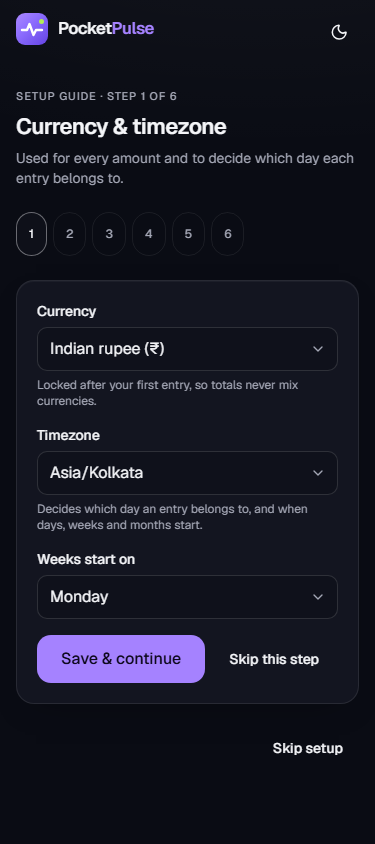 PocketPulse
SETUP GUIDE · STEP 1 OF 6
Currency & timezone
Used for every amount and to decide which day each
entry belongs to.
1 2 3 4 5 6
Currency
Indian rupee (₹)
Locked after your first entry, so totals never mix
currencies.
Timezone
Asia/Kolkata
Decides which day an entry belongs to, and when
days, weeks and months start.
Weeks start on
Monday
Save & continue Skip this step
Skip setup